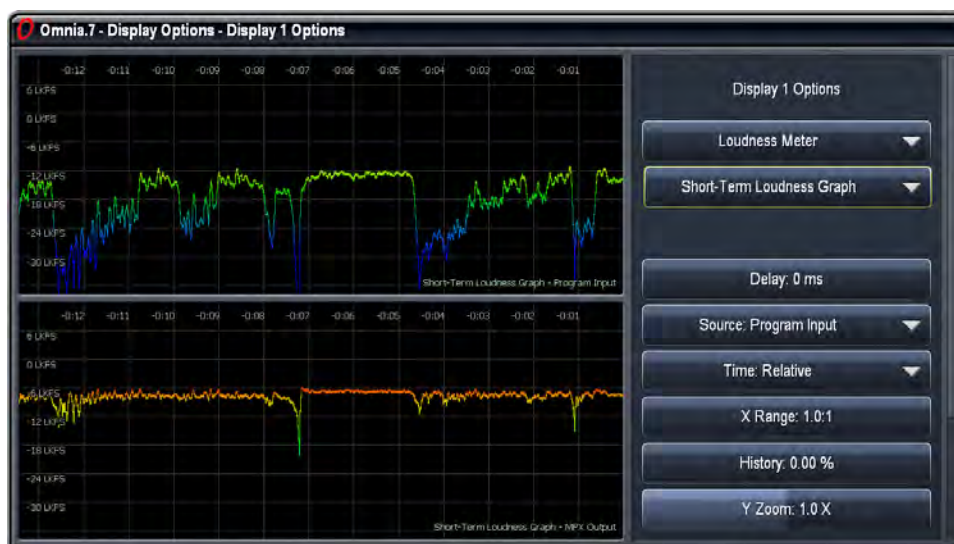 Omnia.7 - Display Options - Display 1 Options
-0:12 -0:11 -0:10 -0:09 -0:08 -0:07 -0:06 -0:05 -0:04 -0:03 -0:02 -0:01
6 LKFS
0 LKFS
-6 LKFS
-12 LKFS
-18 LKFS
-24 LKFS
-30 LKFS
Short-Term Loudness Graph - Program Input
-0:12 -0:11 -0:10 -0:09 -0:08 -0:07 -0:06 -0:05 -0:04 -0:03 -0:02 -0:01
6 LKFS
0 LKFS
-6 LKFS
-12 LKFS
-18 LKFS
-24 LKFS
-30 LKFS
Short-Term Loudness Graph - MPX Output
Display 1 Options
Loudness Meter
Short-Term Loudness Graph
Delay: 0 ms
Source: Program Input
Time: Relative
X Range: 1.0:1
History: 0.00 %
Y Zoom: 1.0 X